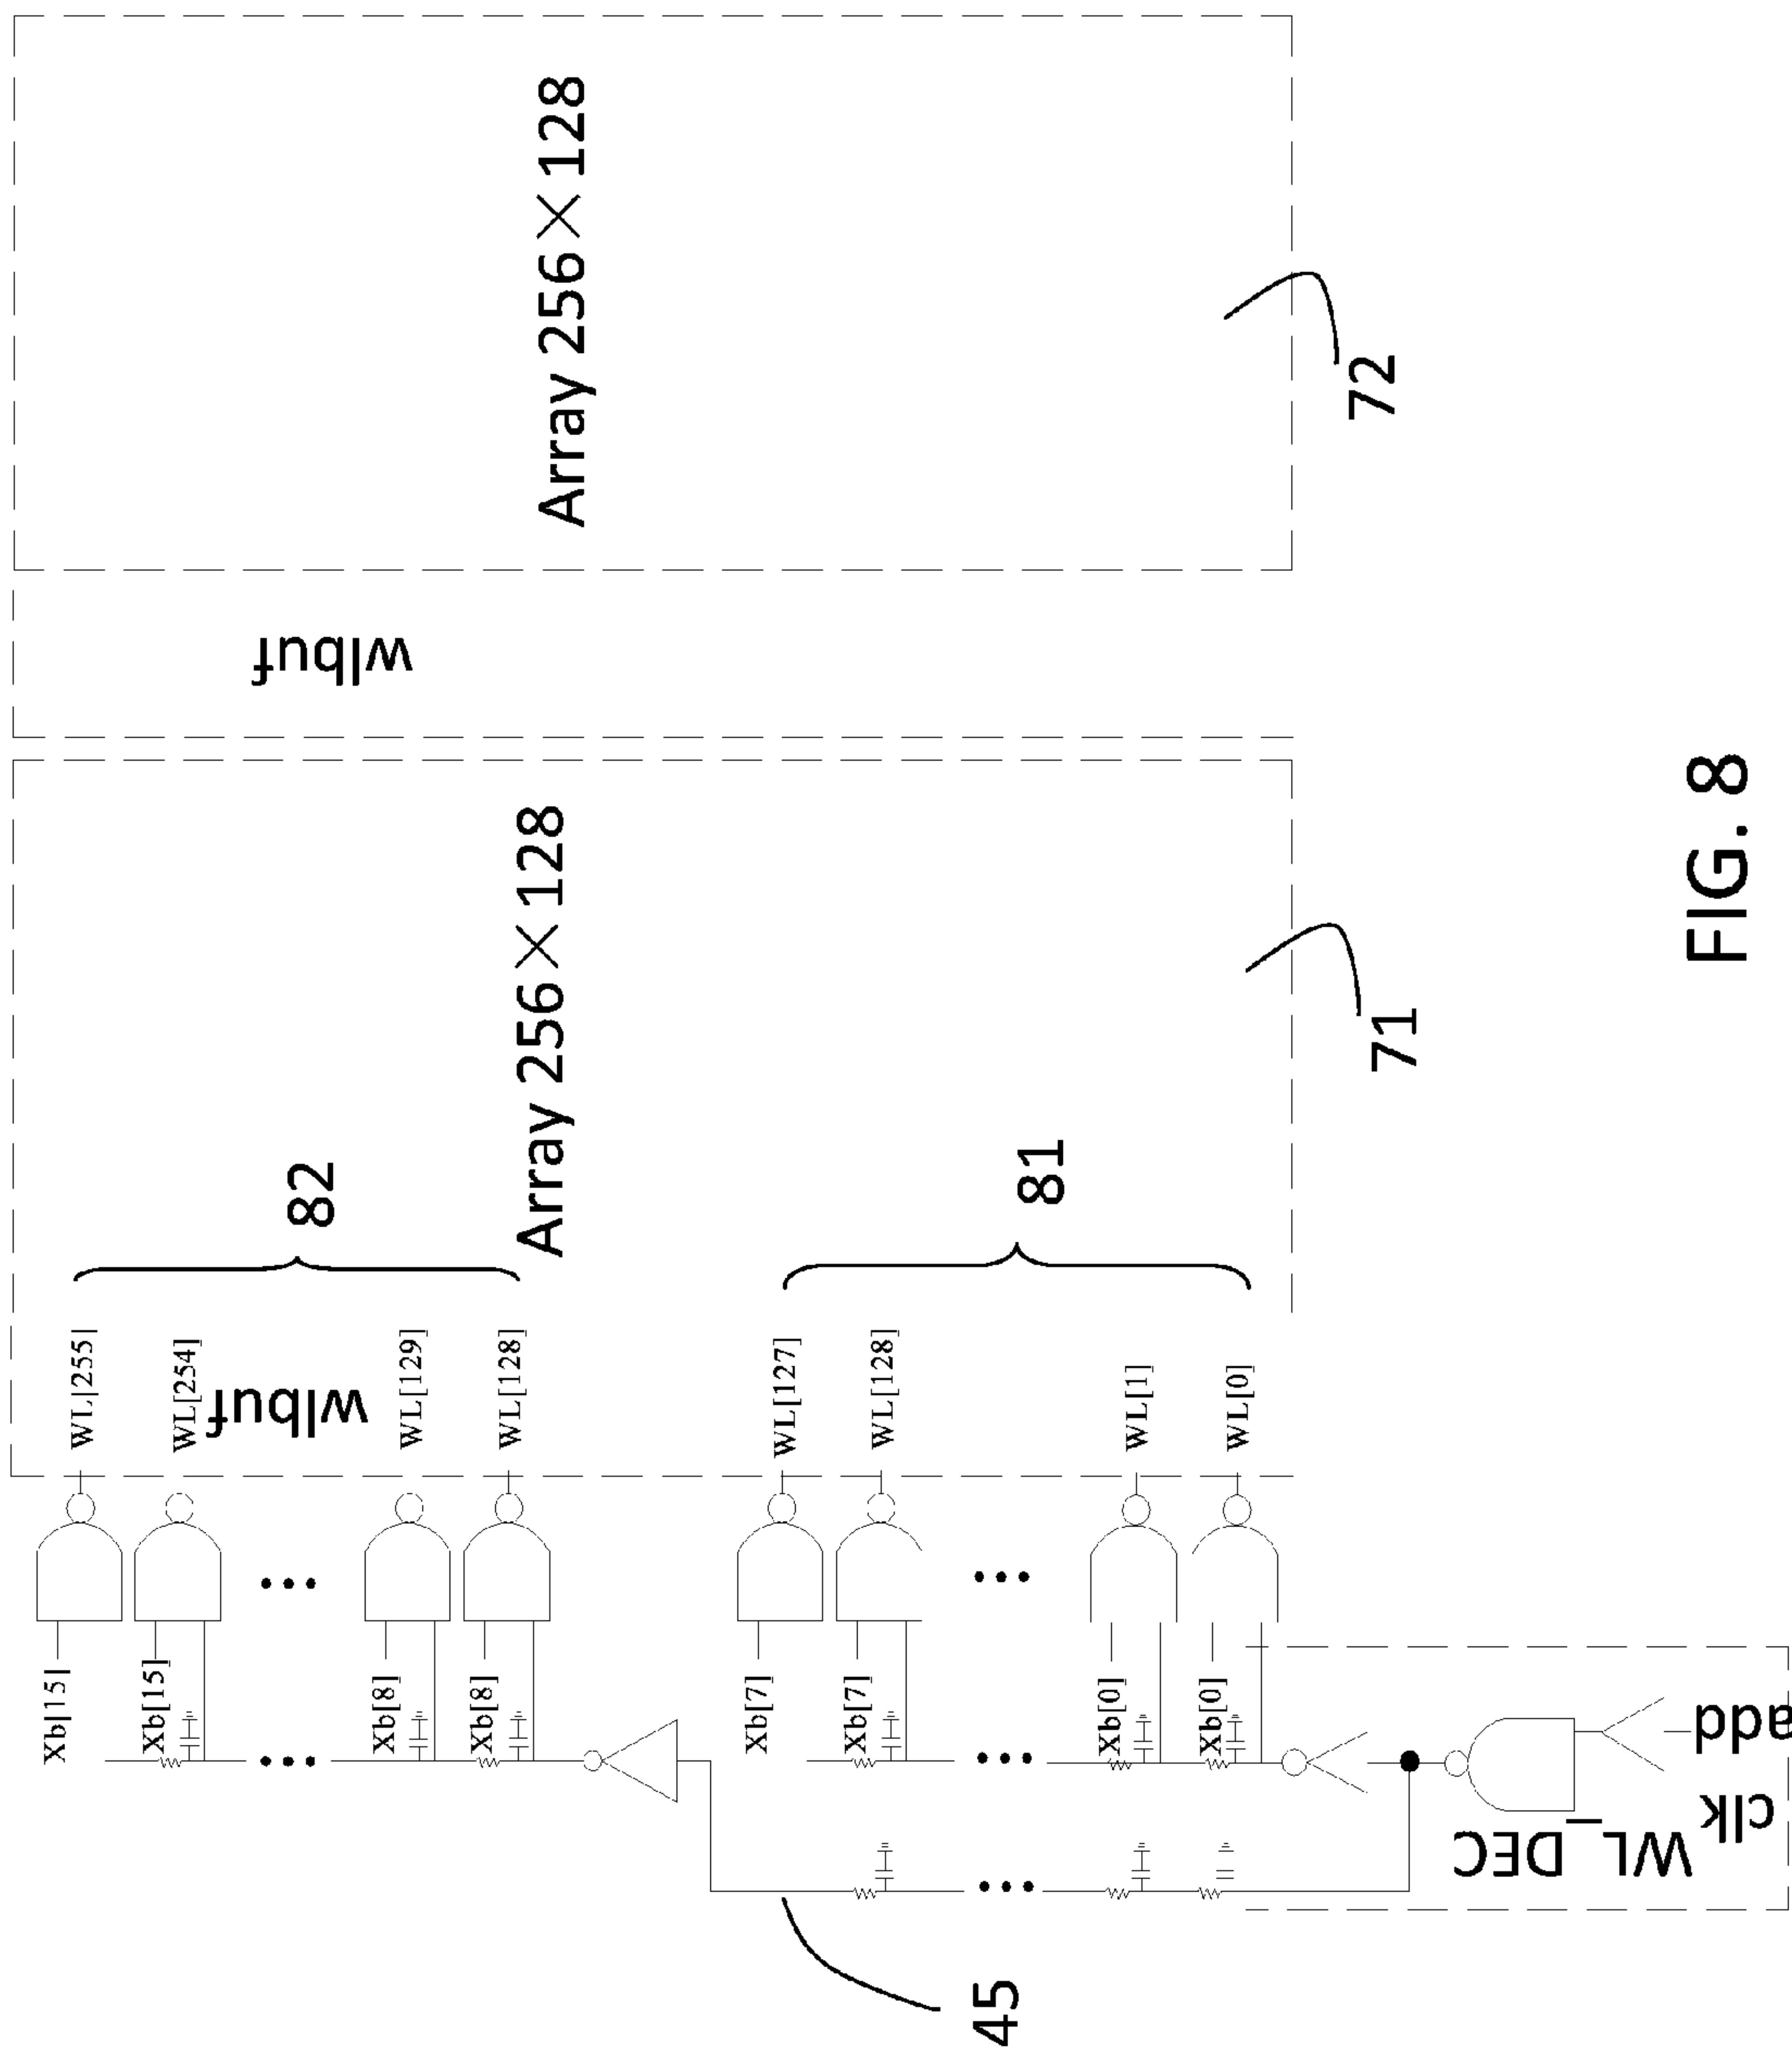 WL[255]
WL[254]
WL[129]
WL[128]
WL[127]
WL[128]
WL[1]
WL[0]
Xb[15]
Xb[15]
Xb[8]
Xb[8]
Xb[7]
Xb[7]
Xb[0]
Xb[0]
wlbuf
wlbuf
Array 256×128
Array 256×128
82
81
71
72
45
WL_DEC
clk
add
FIG. 8